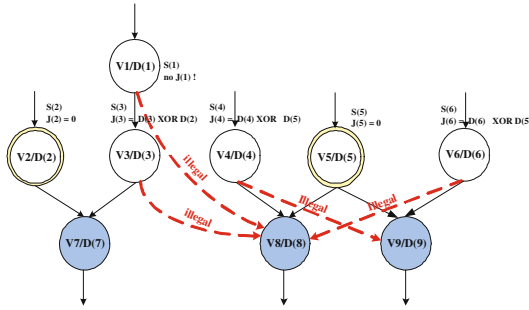 V1/D(1)
S(1)
no J(1) !
S(2)
J(2) = 0
S(3)
J(3) = D(3) XOR D(2)
S(4)
J(4) = D(4) XOR D(5)
S(5)
J(5) = 0
S(6)
J(6) = D(6) XOR D(5
V2/D(2)
V3/D(3)
V4/D(4)
V5/D(5)
V6/D(6)
illegal
illegal
Illegal
Illegal
V7/D(7)
V8/D(8)
V9/D(9)